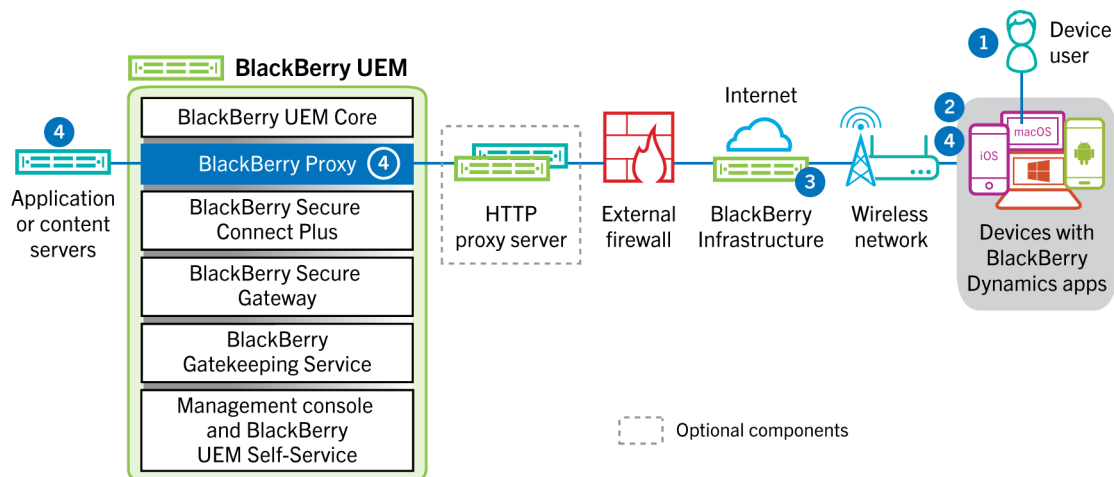 1
Device
user
BlackBerry UEM
BlackBerry UEM Core
4
BlackBerry Proxy 4
Application
or content
servers
BlackBerry Secure
Connect Plus
BlackBerry Secure
Gateway
BlackBerry
Gatekeeping Service
Management console
and BlackBerry
UEM Self-Service
HTTP
proxy server
External
firewall
Internet
3
BlackBerry
Infrastructure
Wireless
network
2
4
macOS
iOS
Devices with
BlackBerry
Dynamics apps
Optional components